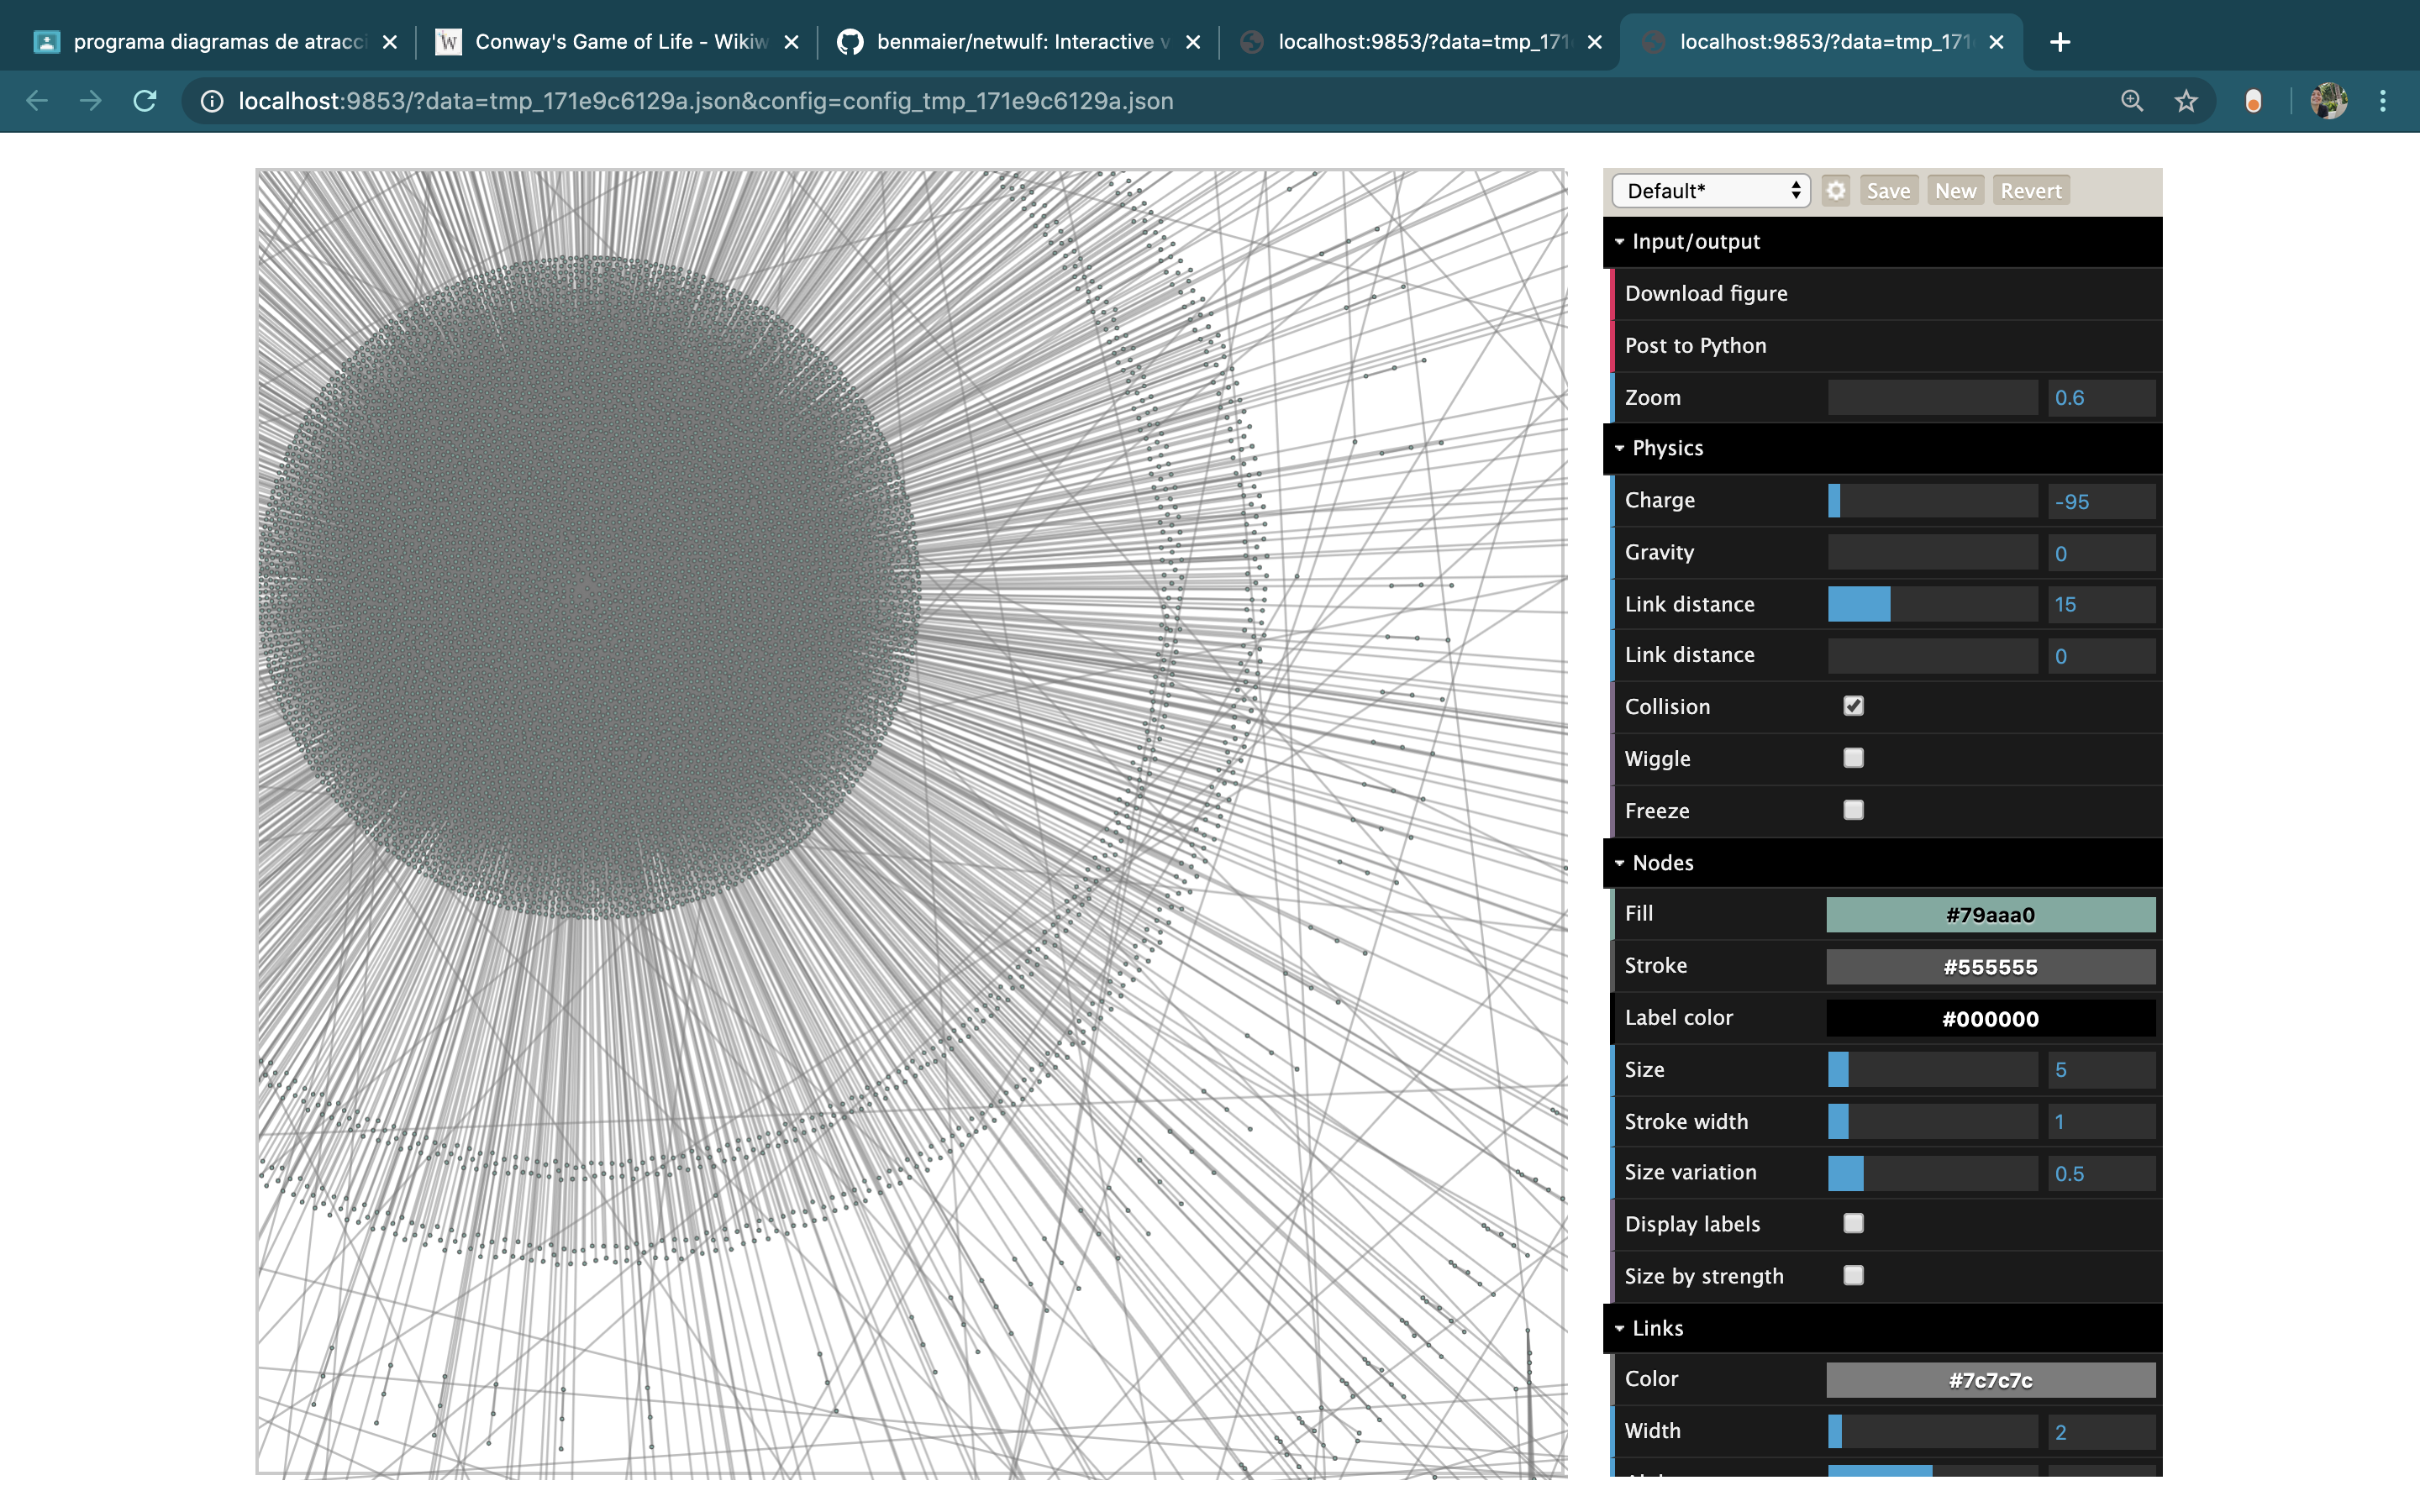 programa diagramas de atracci
Conway's Game of Life - Wikiw
benmaier/netwulf: Interactive v
localhost:9853/?data=tmp_171
localhost:9853/?data=tmp_171
localhost:9853/?data=tmp_171e9c6129a.json&config=config_tmp_171e9c6129a.json
Default* Save New Revert
Input/output
Download figure
Post to Python
Zoom 0.6
Physics
Charge -95
Gravity 0
Link distance 15
Link distance 0
Collision
Wiggle
Freeze
Nodes
Fill #79aaa0
Stroke #555555
Label color #000000
Size 5
Stroke width 1
Size variation 0.5
Display labels
Size by strength
Links
Color #7c7c7c
Width 2